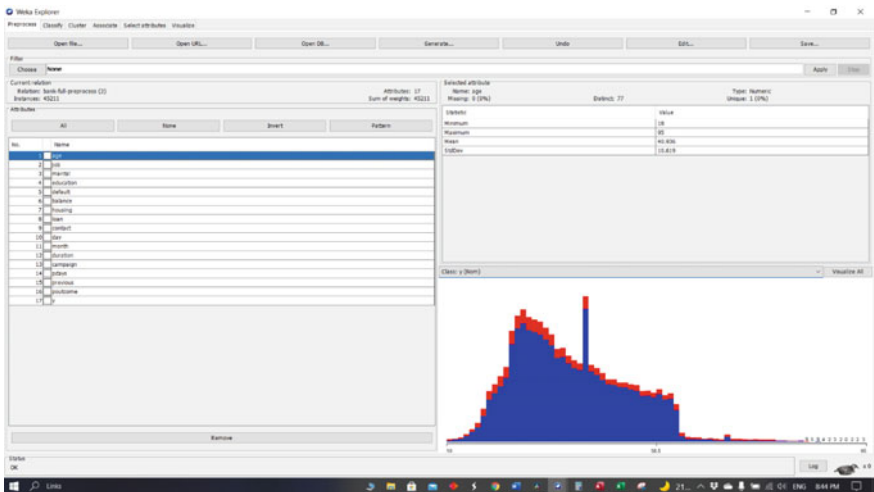 Weka Explorer
Preprocess Classify Cluster Associate Select attributes Visualize
Open file... Open URL... Open DB... Generate... Undo Edit... Save...
Filter
Choose None Apply Stop
Current relation
Relation: bank-full-preprocess (2) Attributes: 17
Instances: 45211 Sum of weights: 45211
Attributes
All None Invert Pattern
No. Name
1 age
2 job
3 marital
4 education
5 default
6 balance
7 housing
8 loan
9 contact
10 day
11 month
12 duration
13 campaign
14 pdays
15 previous
16 poutcome
17 y
Remove
Selected attribute
Name: age Type: Numeric
Missing: 0 (0%) Distinct: 77 Unique: 1 (0%)
Statistic Value
Minimum 18
Maximum 95
Mean 40.936
StdDev 10.619
Class: y (Nom) Visualize All
Status
OK Log x 0
Links 21... ENG 8:44 PM